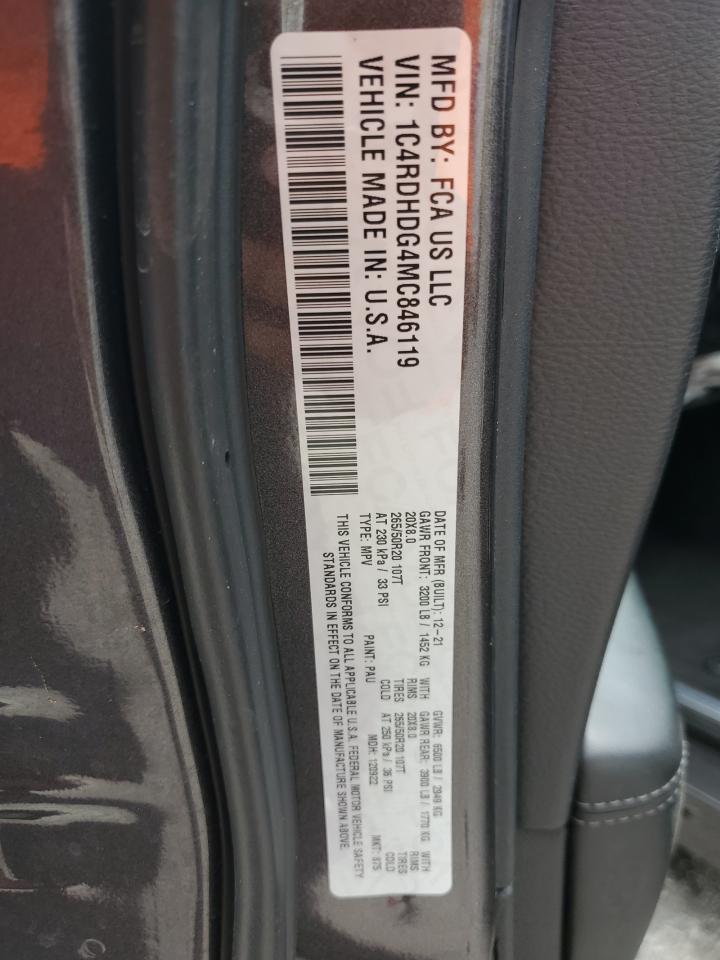 MFD BY: FCA US LLC
VIN: 1C4RDHDG4MC846119
VEHICLE MADE IN: U.S.A.
DATE OF MFR (BUILT): 12-21 GVWR: 6500 LB / 2949 KG
GAWR FRONT: 3200 LB / 1452 KG WITH GAWR REAR: 3900 LB / 1770 KG WITH
20X8.0 RIMS 20X8.0 RIMS
265/50R20 107T TIRES 265/50R20 107T TIRES
AT 230 kPa / 33 PSI COLD AT 250 kPa / 36 PSI COLD
TYPE: MPV PAINT: PAU MDH: 120922 MKT: 875
THIS VEHICLE CONFORMS TO ALL APPLICABLE U.S.A. FEDERAL MOTOR VEHICLE SAFETY
STANDARDS IN EFFECT ON THE DATE OF MANUFACTURE SHOWN ABOVE.